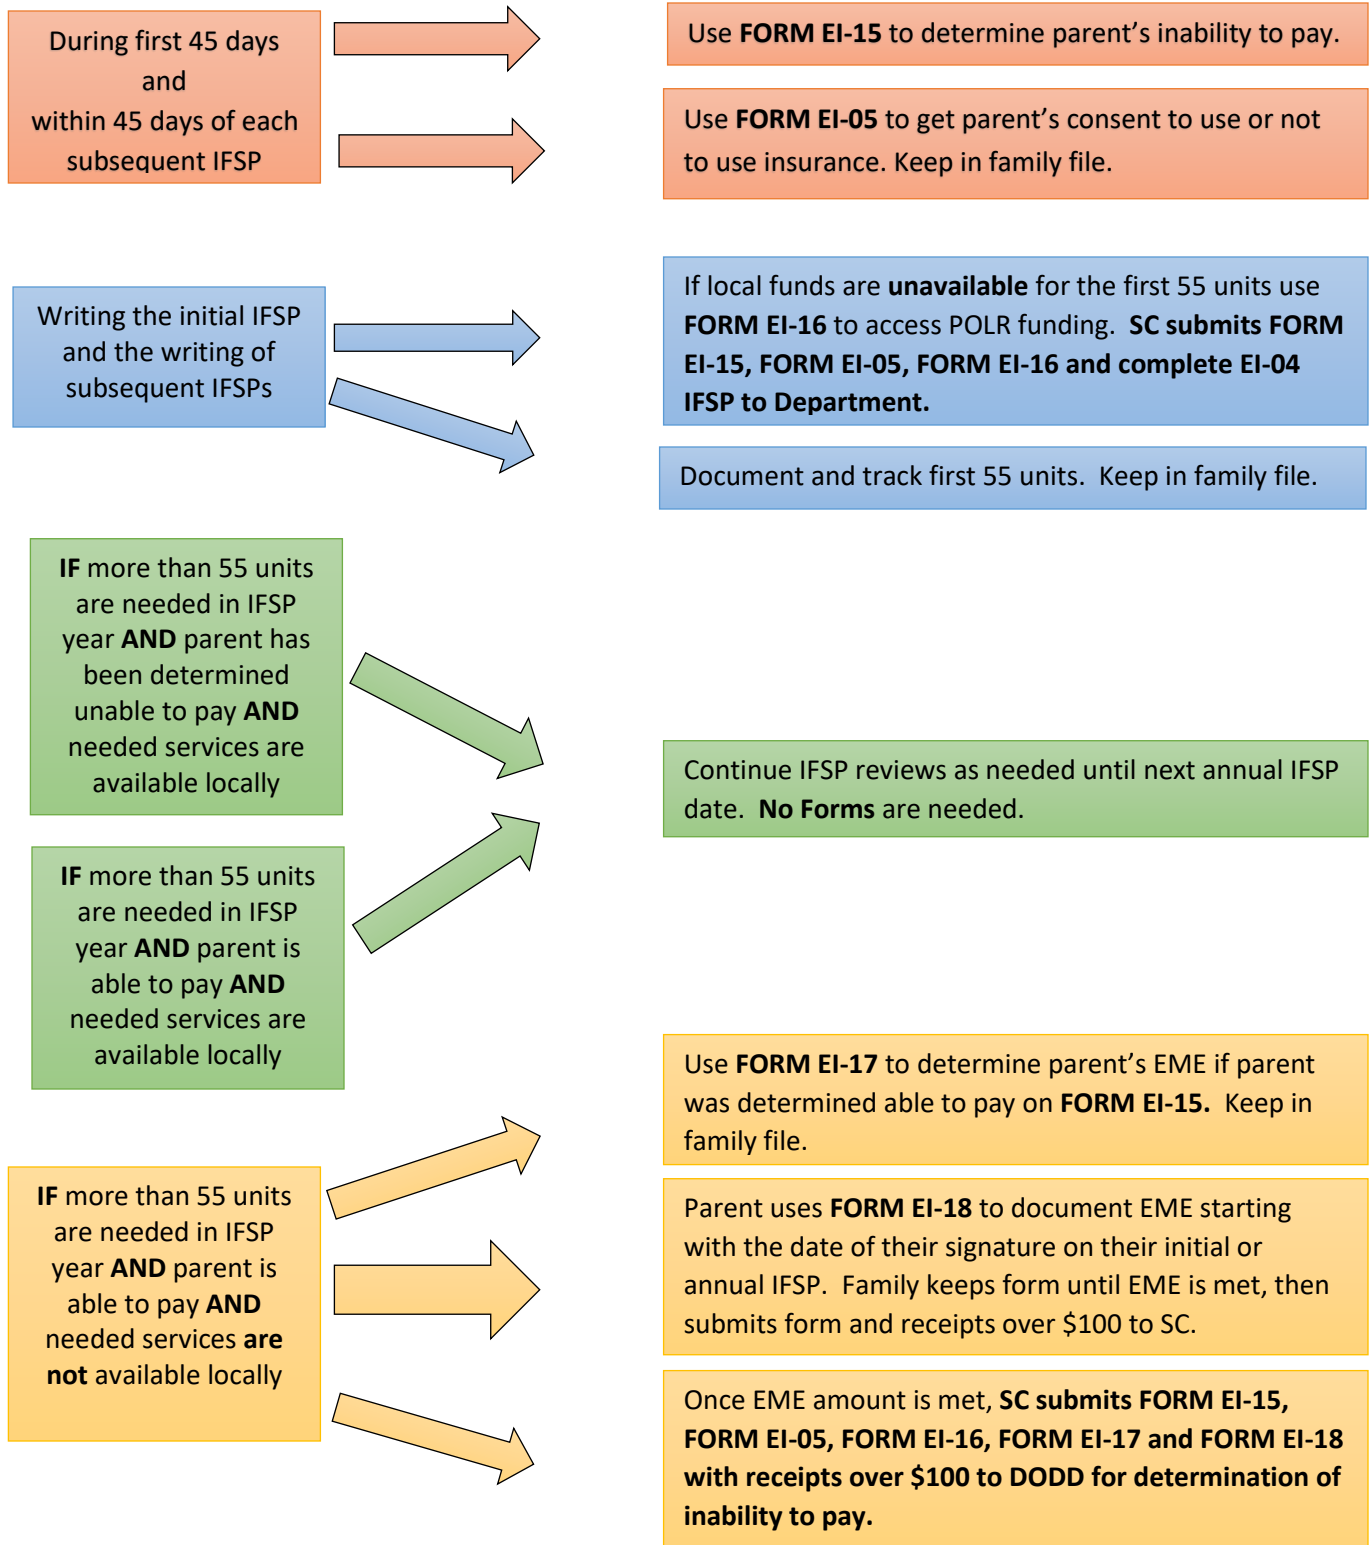 During first 45 days
and
within 45 days of each
subsequent IFSP
Use FORM EI-15 to determine parent's inability to pay.
Use FORM EI-05 to get parent's consent to use or not
to use insurance. Keep in family file.
Writing the initial IFSP
and the writing of
subsequent IFSPs
If local funds are unavailable for the first 55 units use
FORM EI-16 to access POLR funding.  SC submits FORM
EI-15, FORM EI-05, FORM EI-16 and complete EI-04
IFSP to Department.
Document and track first 55 units.  Keep in family file.
IF more than 55 units
are needed in IFSP
year AND parent has
been determined
unable to pay AND
needed services are
available locally
IF more than 55 units
are needed in IFSP
year AND parent is
able to pay AND
needed services are
available locally
Continue IFSP reviews as needed until next annual IFSP
date.  No Forms are needed.
IF more than 55 units
are needed in IFSP
year AND parent is
able to pay AND
needed services are
not available locally
Use FORM EI-17 to determine parent's EME if parent
was determined able to pay on FORM EI-15.  Keep in
family file.
Parent uses FORM EI-18 to document EME starting
with the date of their signature on their initial or
annual IFSP.  Family keeps form until EME is met, then
submits form and receipts over $100 to SC.
Once EME amount is met, SC submits FORM EI-15,
FORM EI-05, FORM EI-16, FORM EI-17 and FORM EI-18
with receipts over $100 to DODD for determination of
inability to pay.